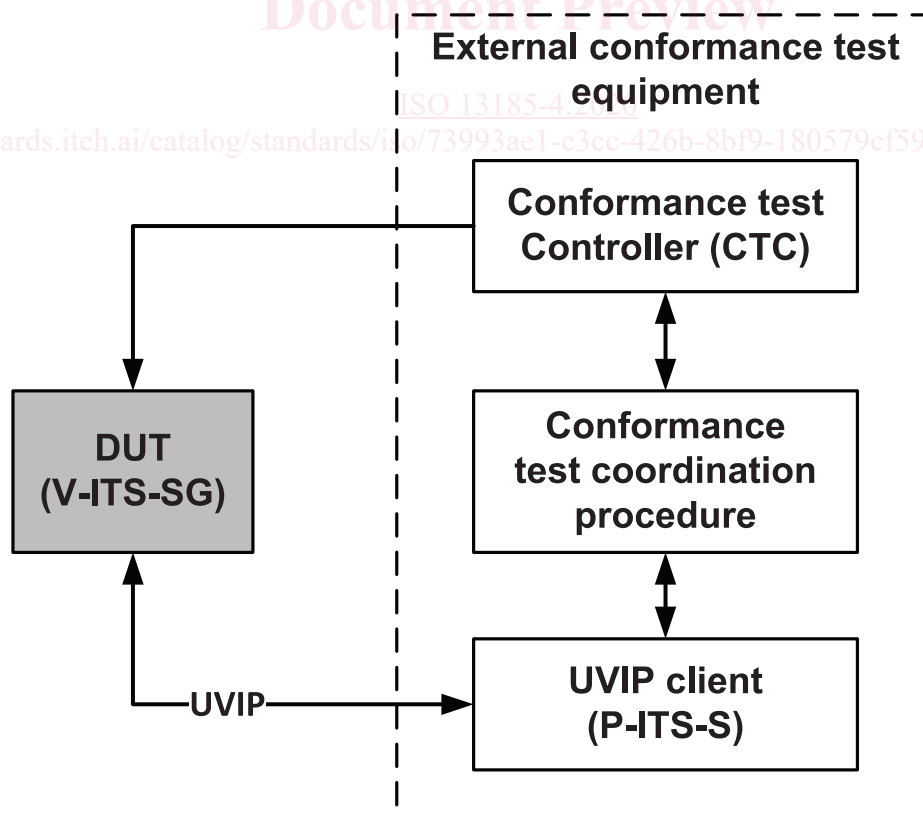 Document Preview
External conformance test
equipment
ISO 13185-4:2020
ards.iteh.ai/catalog/standards/iso/73993ae1-c3cc-426b-8bf9-180579cf59
Conformance test
Controller (CTC)
DUT
(V-ITS-SG)
Conformance
test coordination
procedure
UVIP
UVIP client
(P-ITS-S)